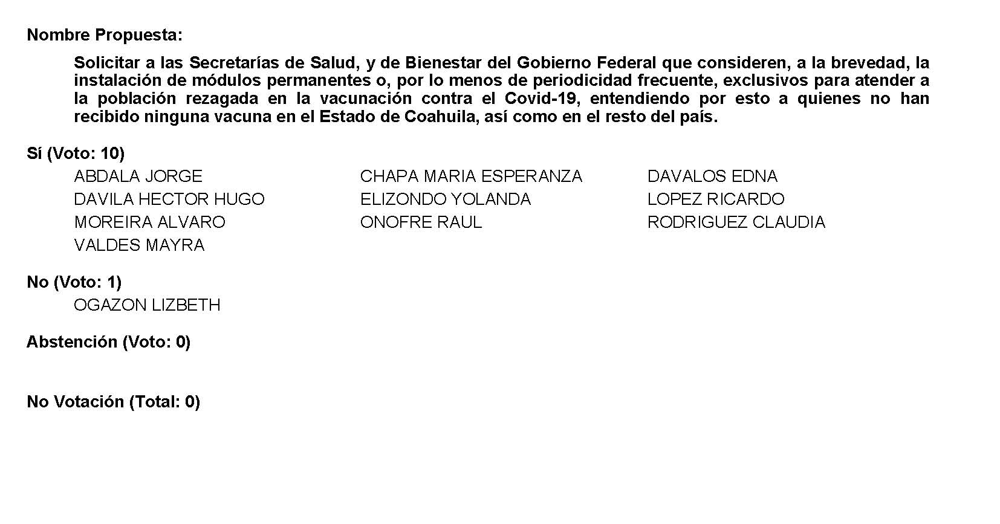 Nombre Propuesta:
Solicitar a las Secretarías de Salud, y de Bienestar del Gobierno Federal que consideren, a la brevedad, la
instalación de módulos permanentes o, por lo menos de periodicidad frecuente, exclusivos para atender a
la población rezagada en la vacunación contra el Covid-19, entendiendo por esto a quienes no han
recibido ninguna vacuna en el Estado de Coahuila, así como en el resto del país.
Sí (Voto: 10)
ABDALA JORGE CHAPA MARIA ESPERANZA DAVALOS EDNA
DAVILA HECTOR HUGO ELIZONDO YOLANDA LOPEZ RICARDO
MOREIRA ALVARO ONOFRE RAUL RODRIGUEZ CLAUDIA
VALDES MAYRA
No (Voto: 1)
OGAZON LIZBETH
Abstención (Voto: 0)
No Votación (Total: 0)